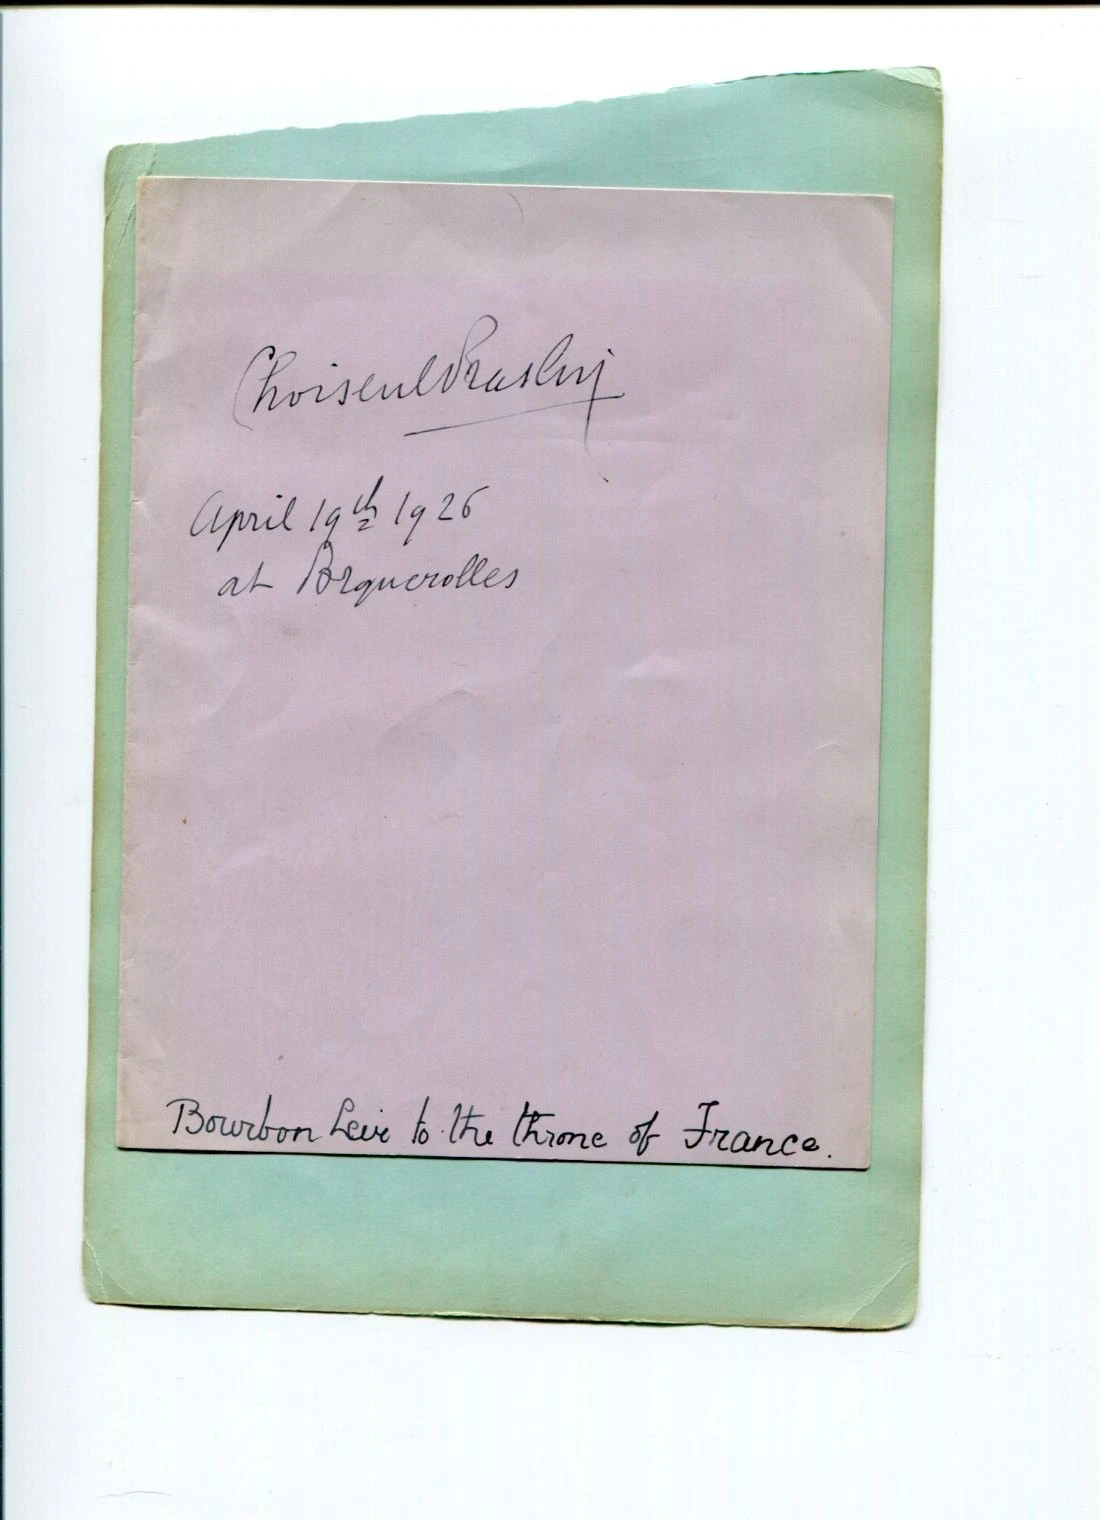 Choiseul Praslin
April 19th 1926
at Porquerolles
Bourbon heir to the throne of France.